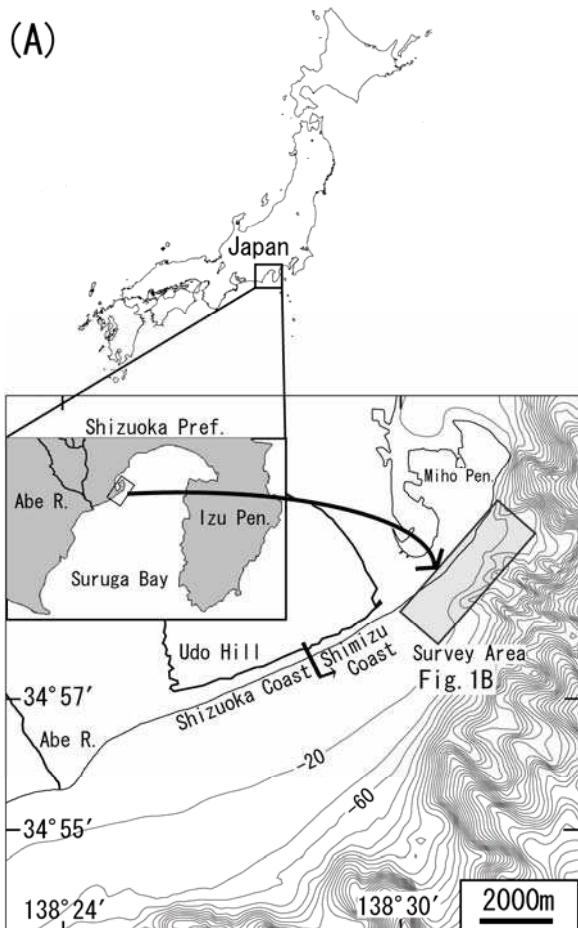 (A)
Japan
Shizuoka Pref.
Abe R.
Izu Pen.
Suruga Bay
Miho Pen.
Udo Hill
Shizuoka Coast
Shimizu
Coast
Survey Area
Fig. 1B
34°57′
Abe R.
-20
-60
34°55′
138°24′
138°30′
2000m